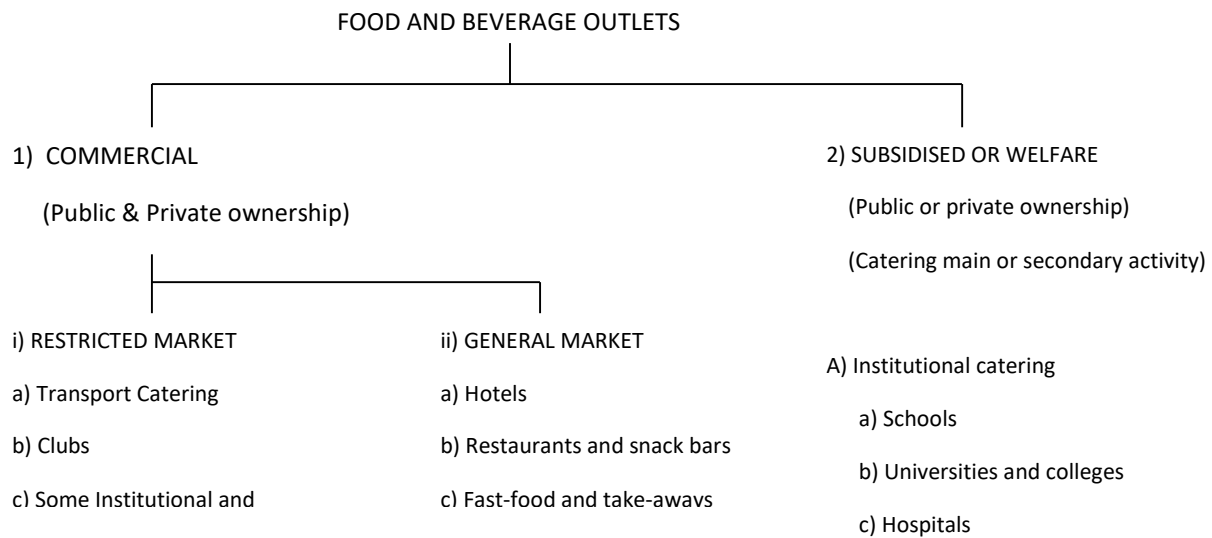 FOOD AND BEVERAGE OUTLETS
1) COMMERCIAL
(Public & Private ownership)
i) RESTRICTED MARKET
a) Transport Catering
b) Clubs
c) Some Institutional and
ii) GENERAL MARKET
a) Hotels
b) Restaurants and snack bars
c) Fast-food and take-aways
2) SUBSIDISED OR WELFARE
(Public or private ownership)
(Catering main or secondary activity)
A) Institutional catering
a) Schools
b) Universities and colleges
c) Hospitals